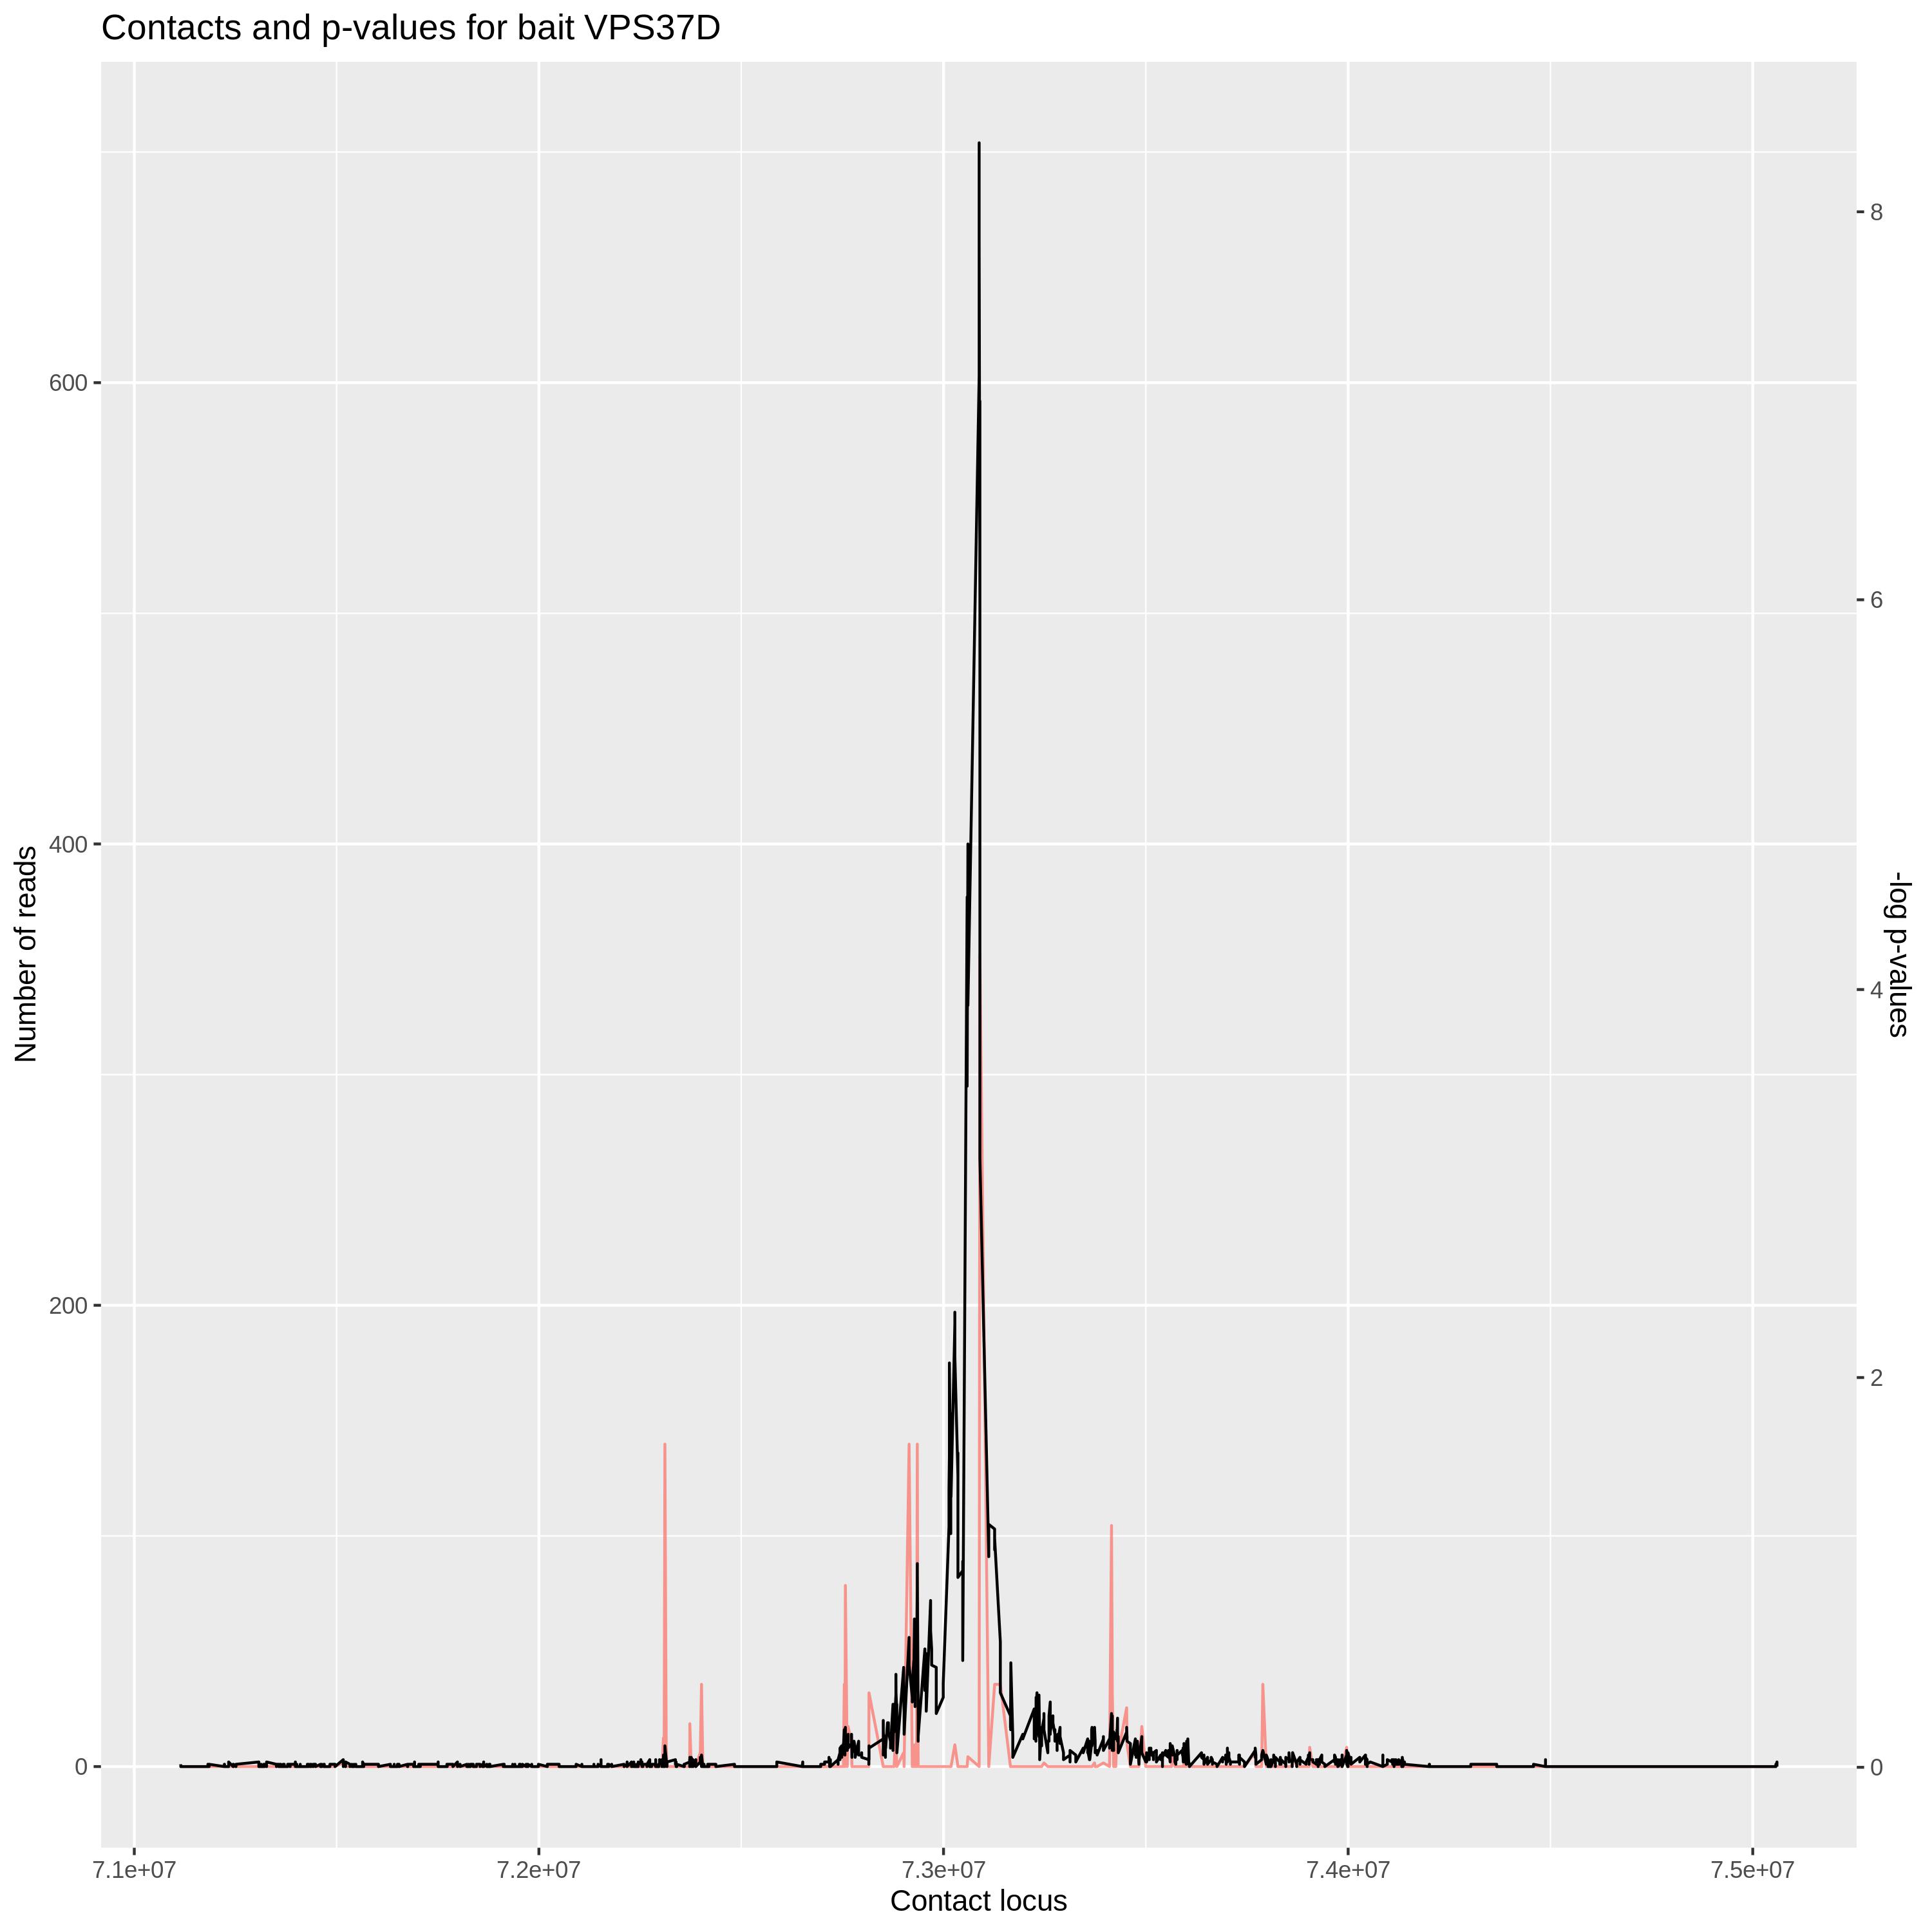 Contacts and p-values for bait VPS37D
Number of reads
600
400
200
0
8
6
4
2
0
-log p-values
7.1e+07
7.2e+07
7.3e+07
7.4e+07
7.5e+07
Contact locus